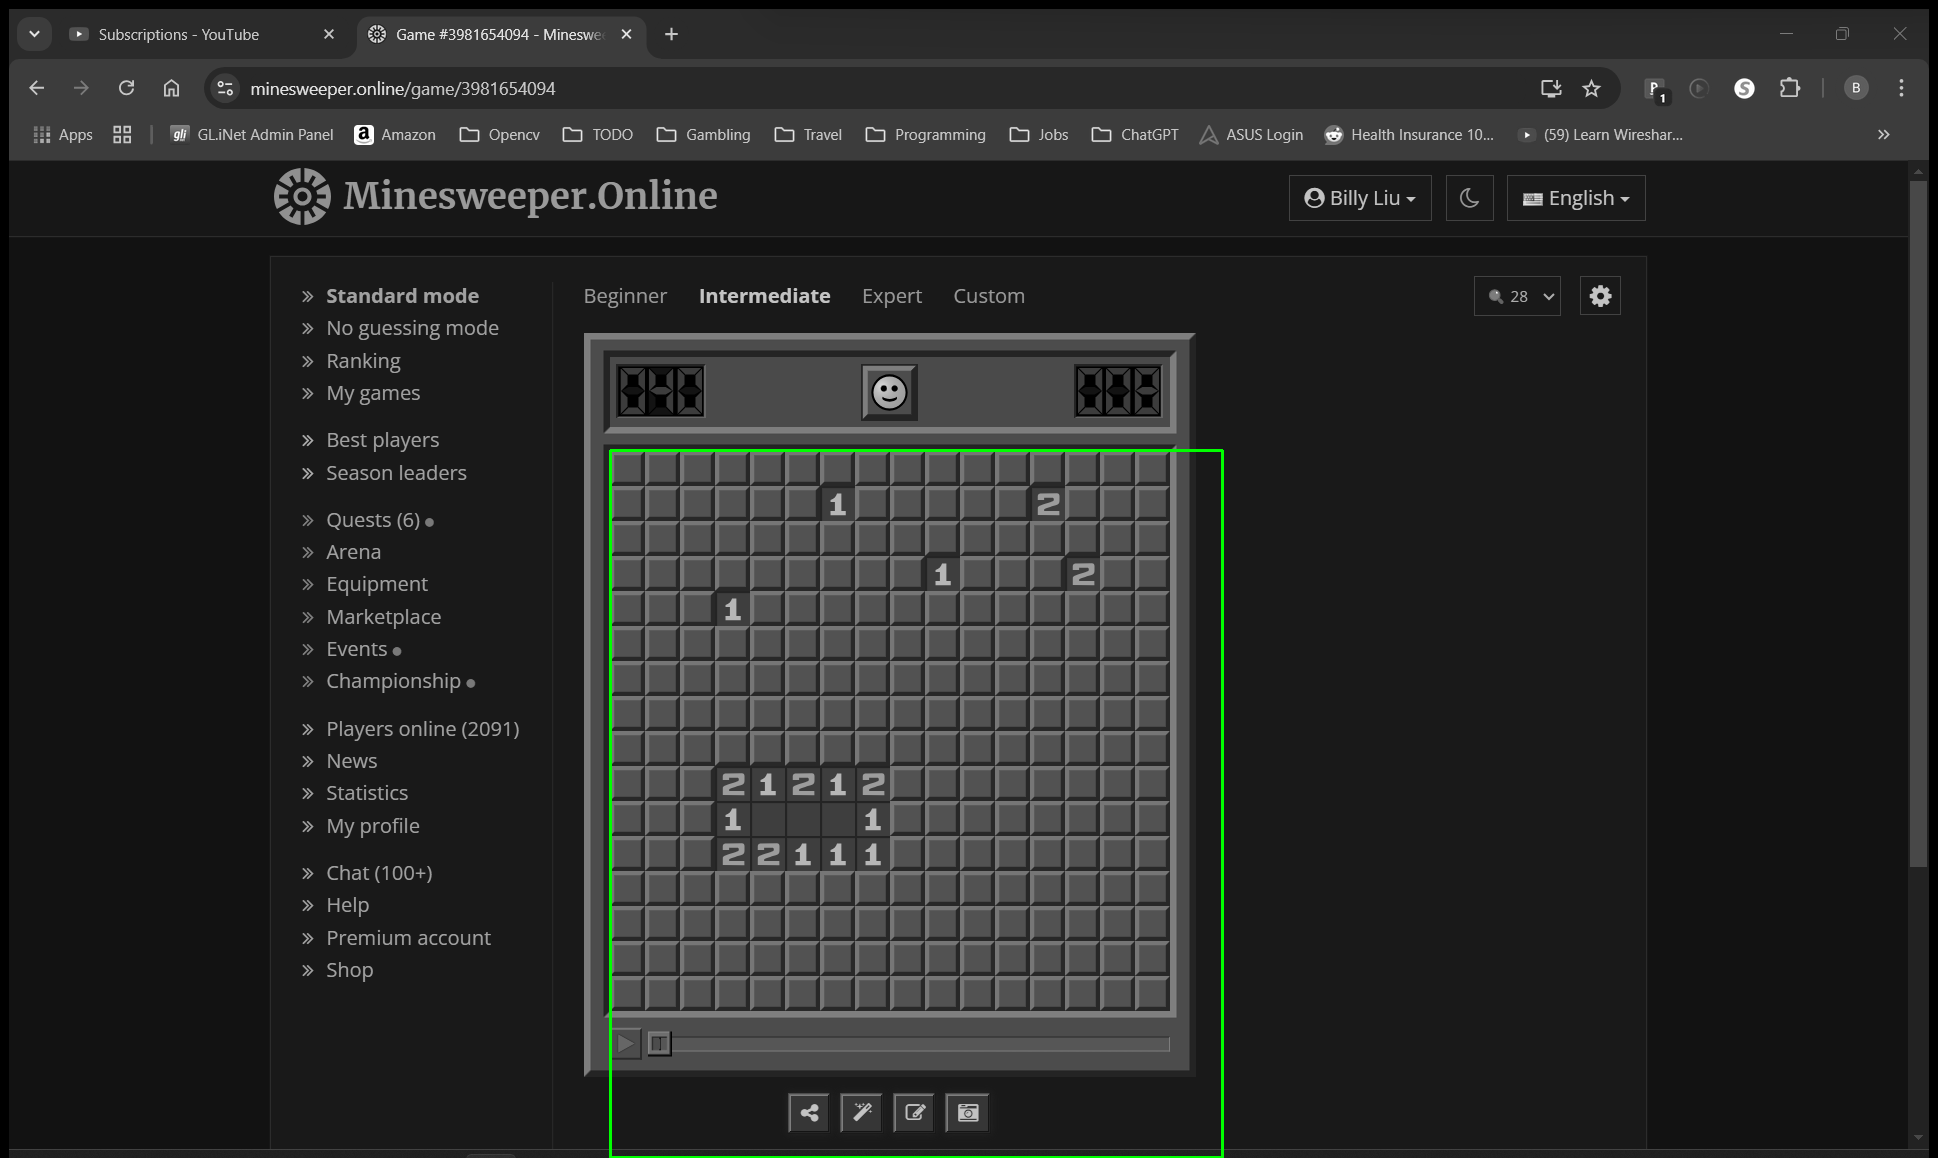 Subscriptions - YouTube
Game #3981654094 - Mineswe
minesweeper.online/game/3981654094
1
B
Apps
gli GL.iNet Admin Panel
a Amazon
Opencv
TODO
Gambling
Travel
Programming
Jobs
ChatGPT
ASUS Login
Health Insurance 10...
(59) Learn Wireshar...
Minesweeper.Online
Billy Liu
English
Standard mode
No guessing mode
Ranking
My games
Best players
Season leaders
Quests (6)
Arena
Equipment
Marketplace
Events
Championship
Players online (2091)
News
Statistics
My profile
Chat (100+)
Help
Premium account
Shop
Beginner Intermediate Expert Custom
28
1 2
1 2
1
2 1 2 1 2
1 1
2 2 1 1 1